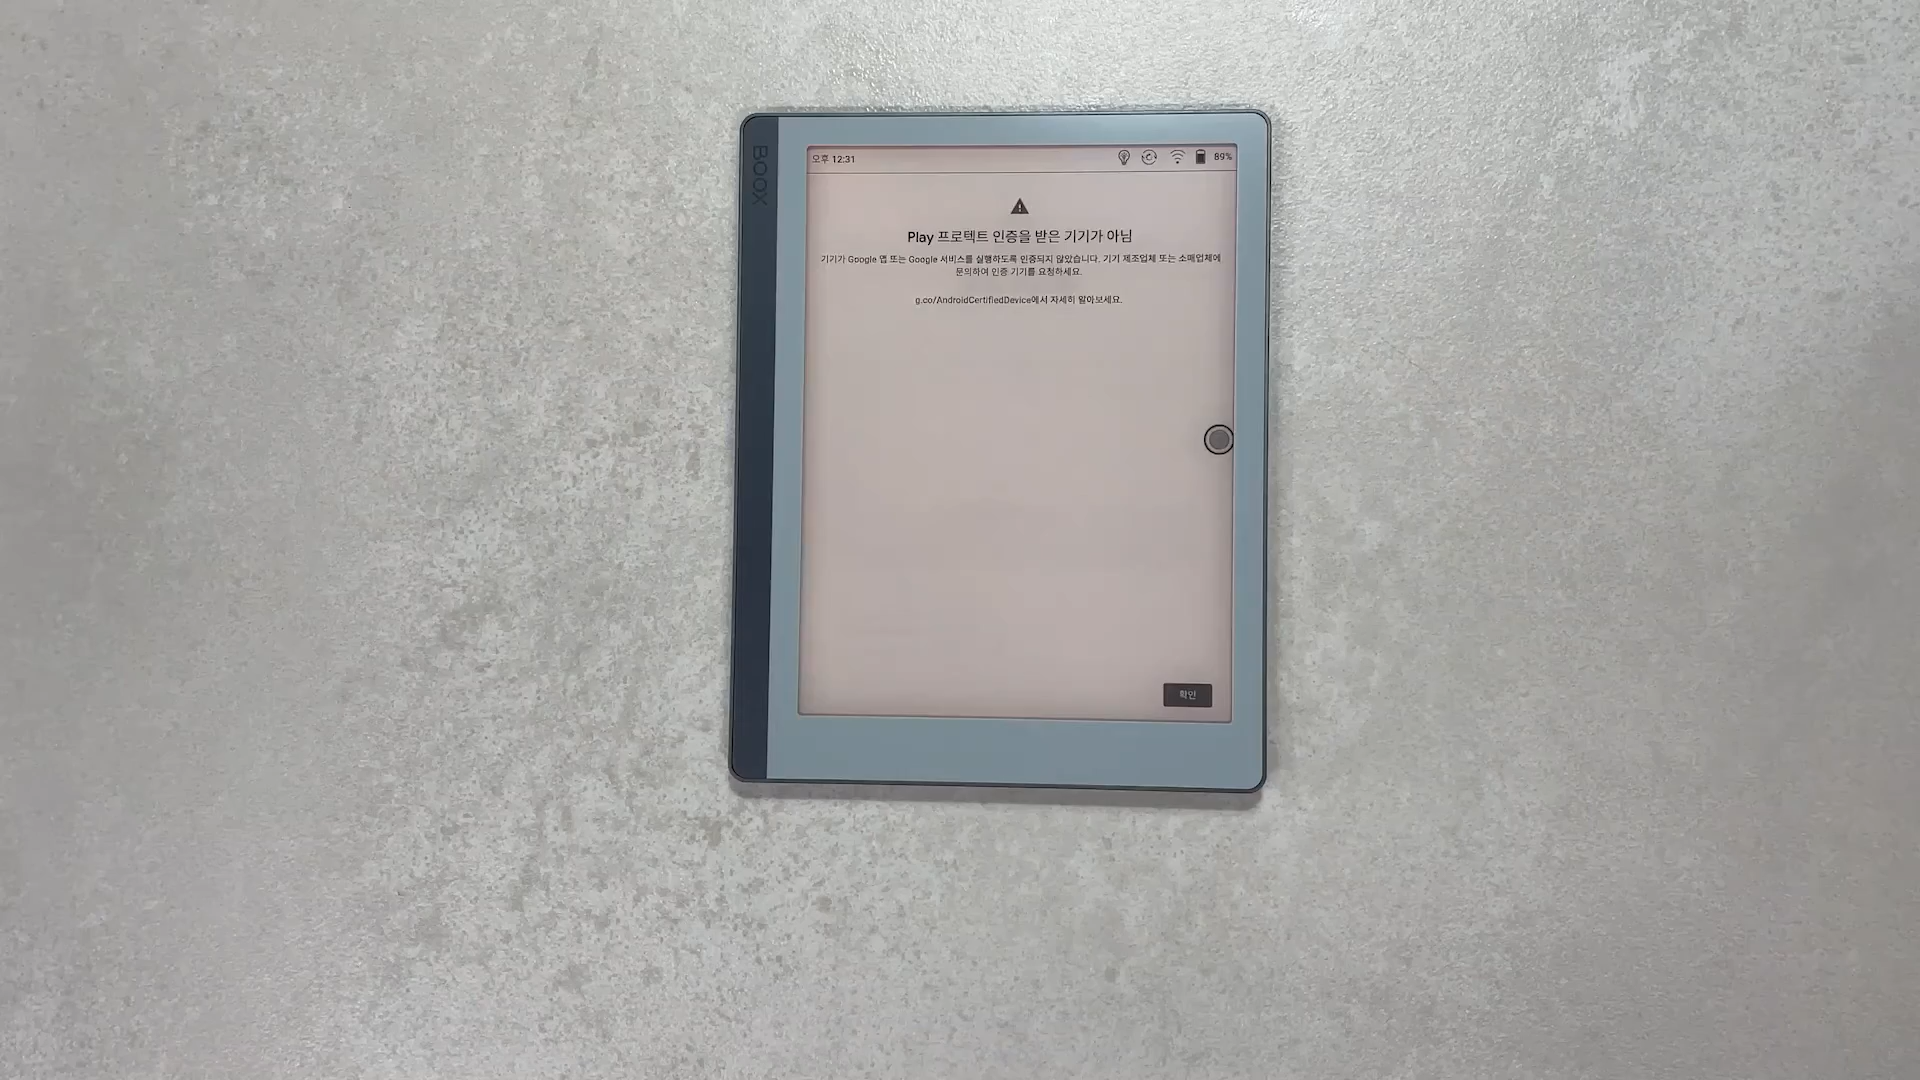 BOOX
오후 12:31
89%
Play 프로텍트 인증을 받은 기기가 아님
기기가 Google 앱 또는 Google 서비스를 실행하도록 인증되지 않았습니다. 기기 제조업체 또는 소매업체에
문의하여 인증 기기를 요청하세요.
g.co/AndroidCertifiedDevice에서 자세히 알아보세요.
확인